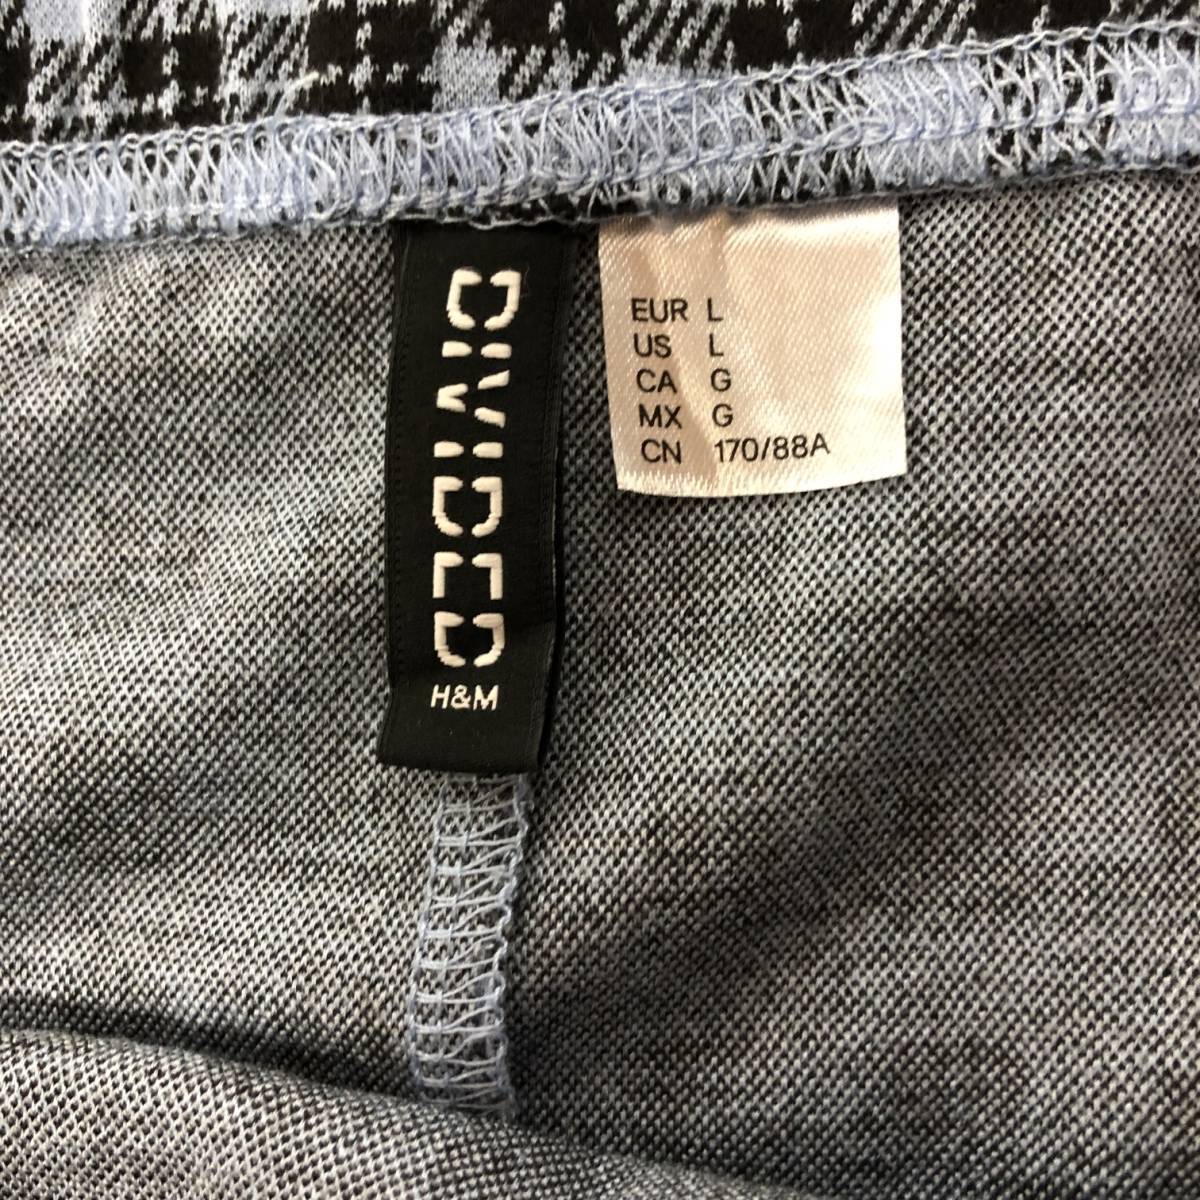 DIVIDED
H&M
EUR L
US L
CA G
MX G
CN 170/88A